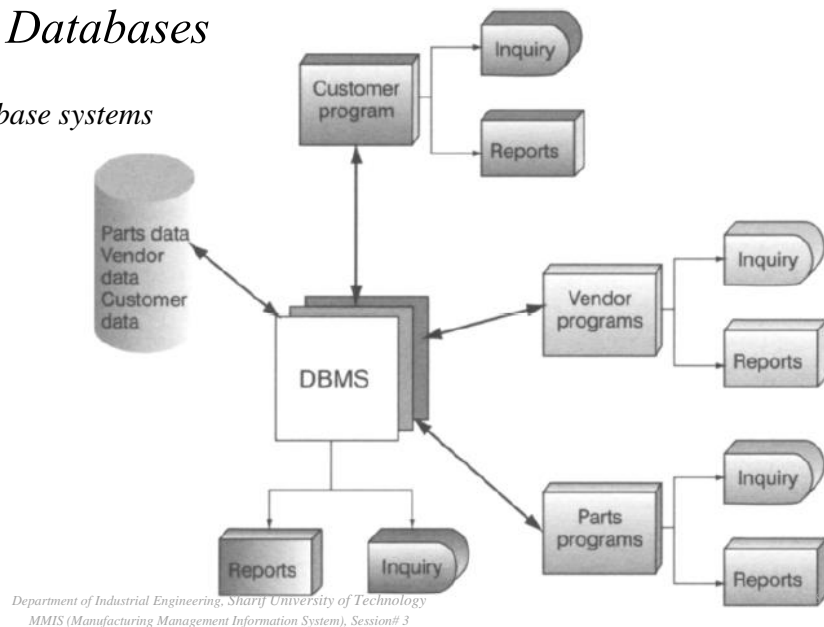 Databases
base systems
Customer
program
Inquiry
Reports
Parts data
Vendor
data
Customer
data
DBMS
Vendor
programs
Inquiry
Reports
Parts
programs
Inquiry
Reports
Reports
Inquiry
Department of Industrial Engineering, Sharif University of Technology
MMIS (Manufacturing Management Information System), Session# 3